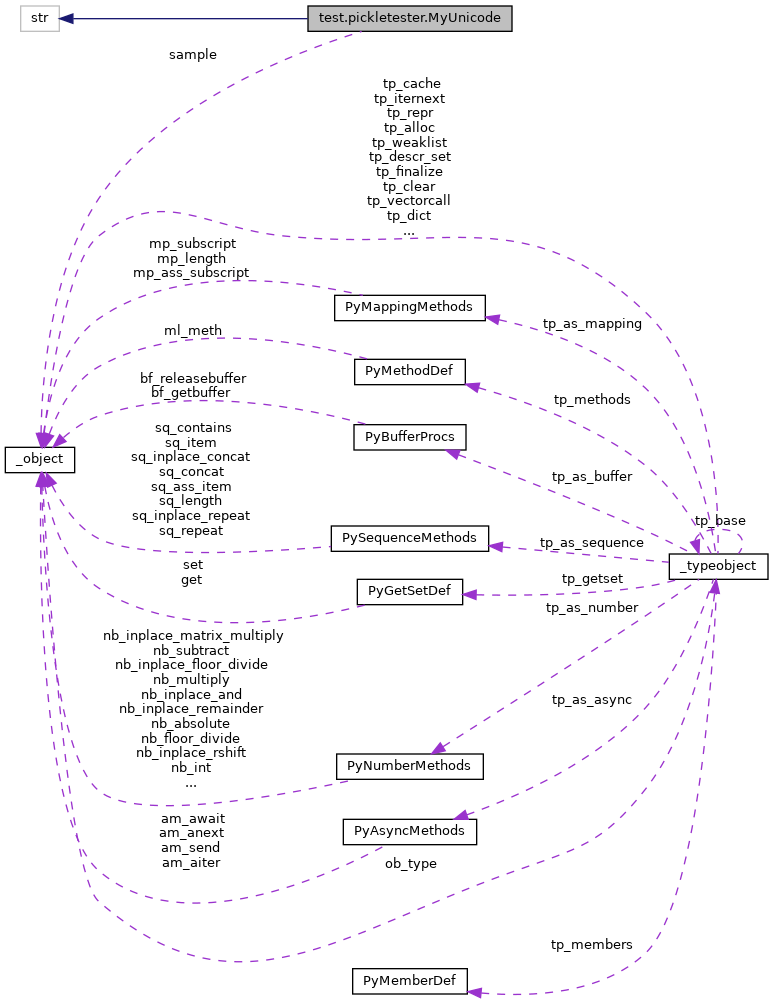 str
test.pickletester.MyUnicode
sample
tp_cache
tp_iternext
tp_repr
tp_alloc
tp_weaklist
tp_descr_set
tp_finalize
tp_clear
tp_vectorcall
tp_dict
...
mp_subscript
mp_length
mp_ass_subscript
PyMappingMethods
tp_as_mapping
ml_meth
PyMethodDef
tp_methods
bf_releasebuffer
bf_getbuffer
PyBufferProcs
_object
tp_as_buffer
sq_contains
sq_item
sq_inplace_concat
sq_concat
sq_ass_item
sq_length
sq_inplace_repeat
sq_repeat
PySequenceMethods
tp_as_sequence
tp_base
_typeobject
set
get
PyGetSetDef
tp_getset
tp_as_number
nb_inplace_matrix_multiply
nb_subtract
nb_inplace_floor_divide
nb_multiply
nb_inplace_and
nb_inplace_remainder
nb_absolute
nb_floor_divide
nb_inplace_rshift
nb_int
...
PyNumberMethods
tp_as_async
am_await
am_anext
am_send
am_aiter
PyAsyncMethods
ob_type
tp_members
PyMemberDef